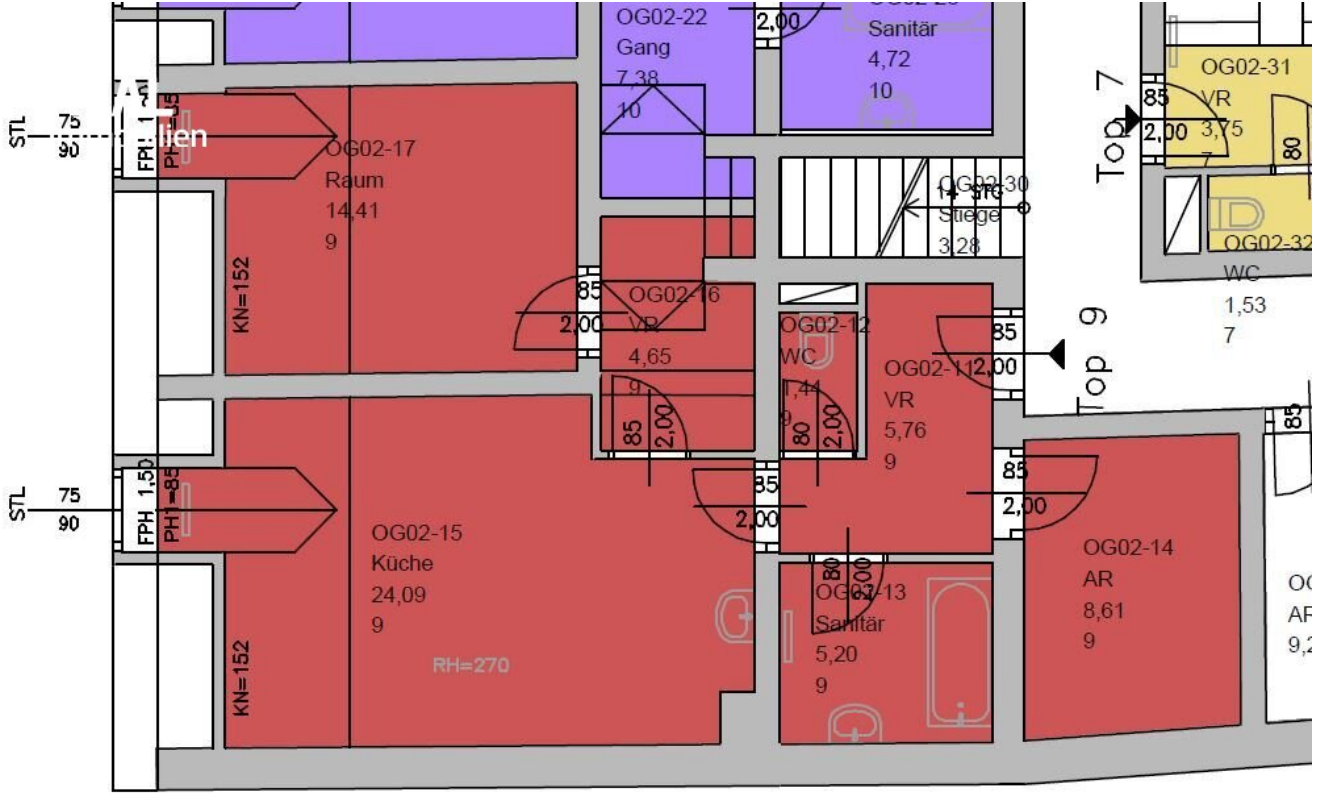 OG02-22
Gang
7,38
10
2,00
Sanitär
4,72
10
OG02-31
VR
3,75
7
85
2,00
80
Top 7
STL
75
90
OG02-17
Raum
14,41
9
KN=152
OG02-30
Stiege
3,28
OG02-32
WC
1,53
7
85
2,00
OG02-16
VR
4,65
9
OG02-12
WC
1,44
9
OG02-11
VR
5,76
9
85
2,00
Top 9
85
2,00
80
2,00
85
STL
75
90
FPH 1,50
PH1=85
OG02-15
Küche
24,09
9
RH=270
KN=152
85
2,00
85
2,00
80
2,00
OG02-13
Sanitär
5,20
9
OG02-14
AR
8,61
9
AR